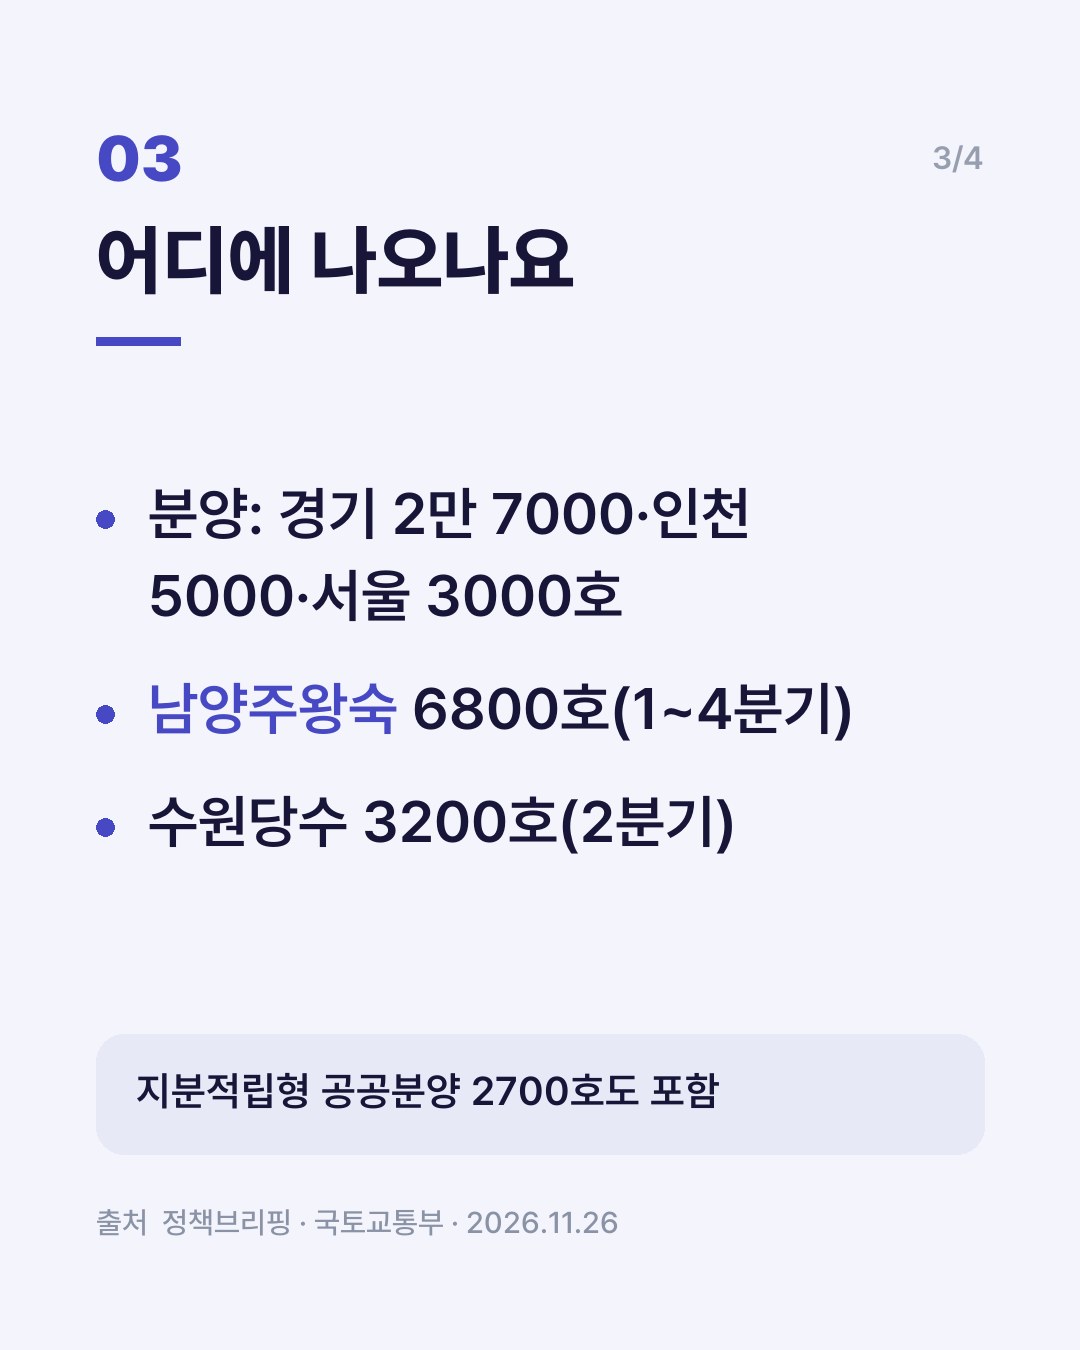 03
3/4
어디에 나오나요
분양: 경기 2만 7000·인천
5000·서울 3000호
남양주왕숙 6800호(1~4분기)
수원당수 3200호(2분기)
지분적립형 공공분양 2700호도 포함
출처 정책브리핑 · 국토교통부 · 2026.11.26